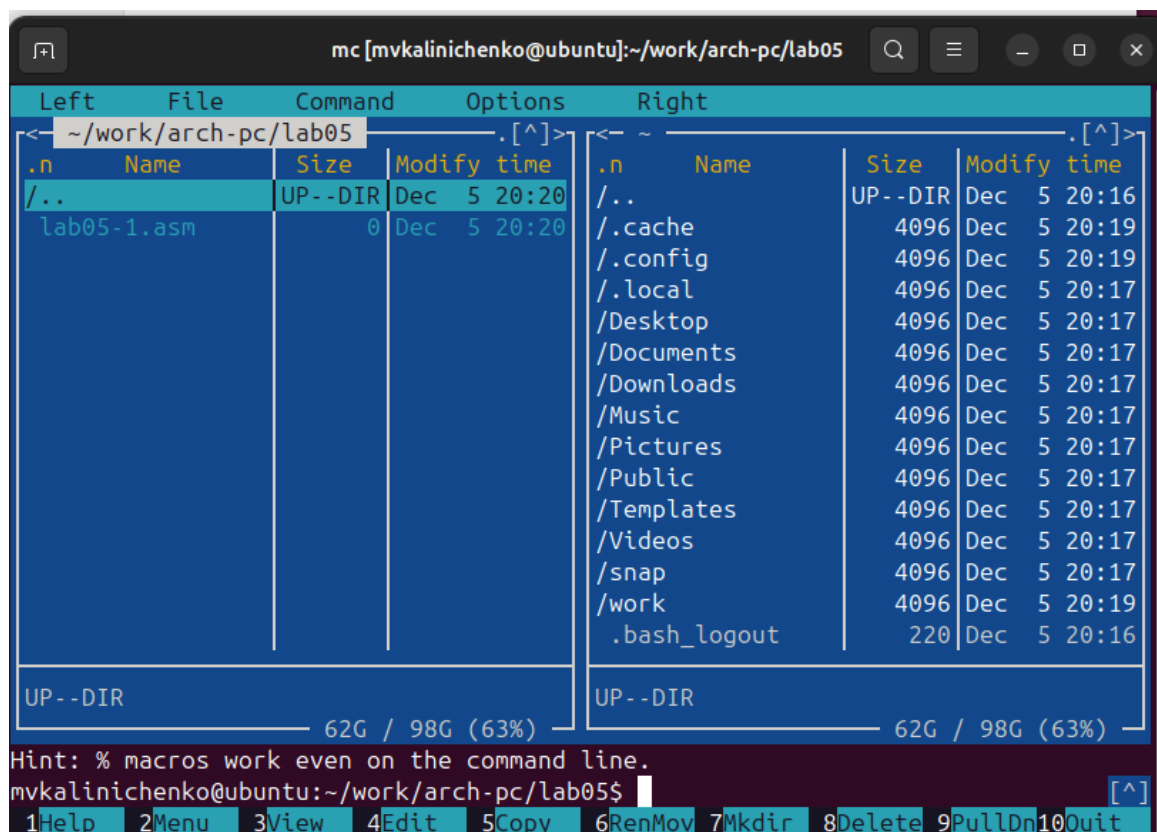 mc [mvkalinichenko@ubuntu]:~/work/arch-pc/lab05
Left File Command Options Right
<─ ~/work/arch-pc/lab05 ─.[^]> <─ ~ ─.[^]>
.n Name Size Modify time .n Name Size Modify time
/.. UP--DIR Dec 5 20:20 /.. UP--DIR Dec 5 20:16
lab05-1.asm 0 Dec 5 20:20 /.cache 4096 Dec 5 20:19
/.config 4096 Dec 5 20:19
/.local 4096 Dec 5 20:17
/Desktop 4096 Dec 5 20:17
/Documents 4096 Dec 5 20:17
/Downloads 4096 Dec 5 20:17
/Music 4096 Dec 5 20:17
/Pictures 4096 Dec 5 20:17
/Public 4096 Dec 5 20:17
/Templates 4096 Dec 5 20:17
/Videos 4096 Dec 5 20:17
/snap 4096 Dec 5 20:17
/work 4096 Dec 5 20:19
.bash_logout 220 Dec 5 20:16
UP--DIR UP--DIR
62G / 98G (63%) 62G / 98G (63%)
Hint: % macros work even on the command line.
mvkalinichenko@ubuntu:~/work/arch-pc/lab05$ [^]
1Help 2Menu 3View 4Edit 5Copy 6RenMov 7Mkdir 8Delete 9PullDn 10Quit